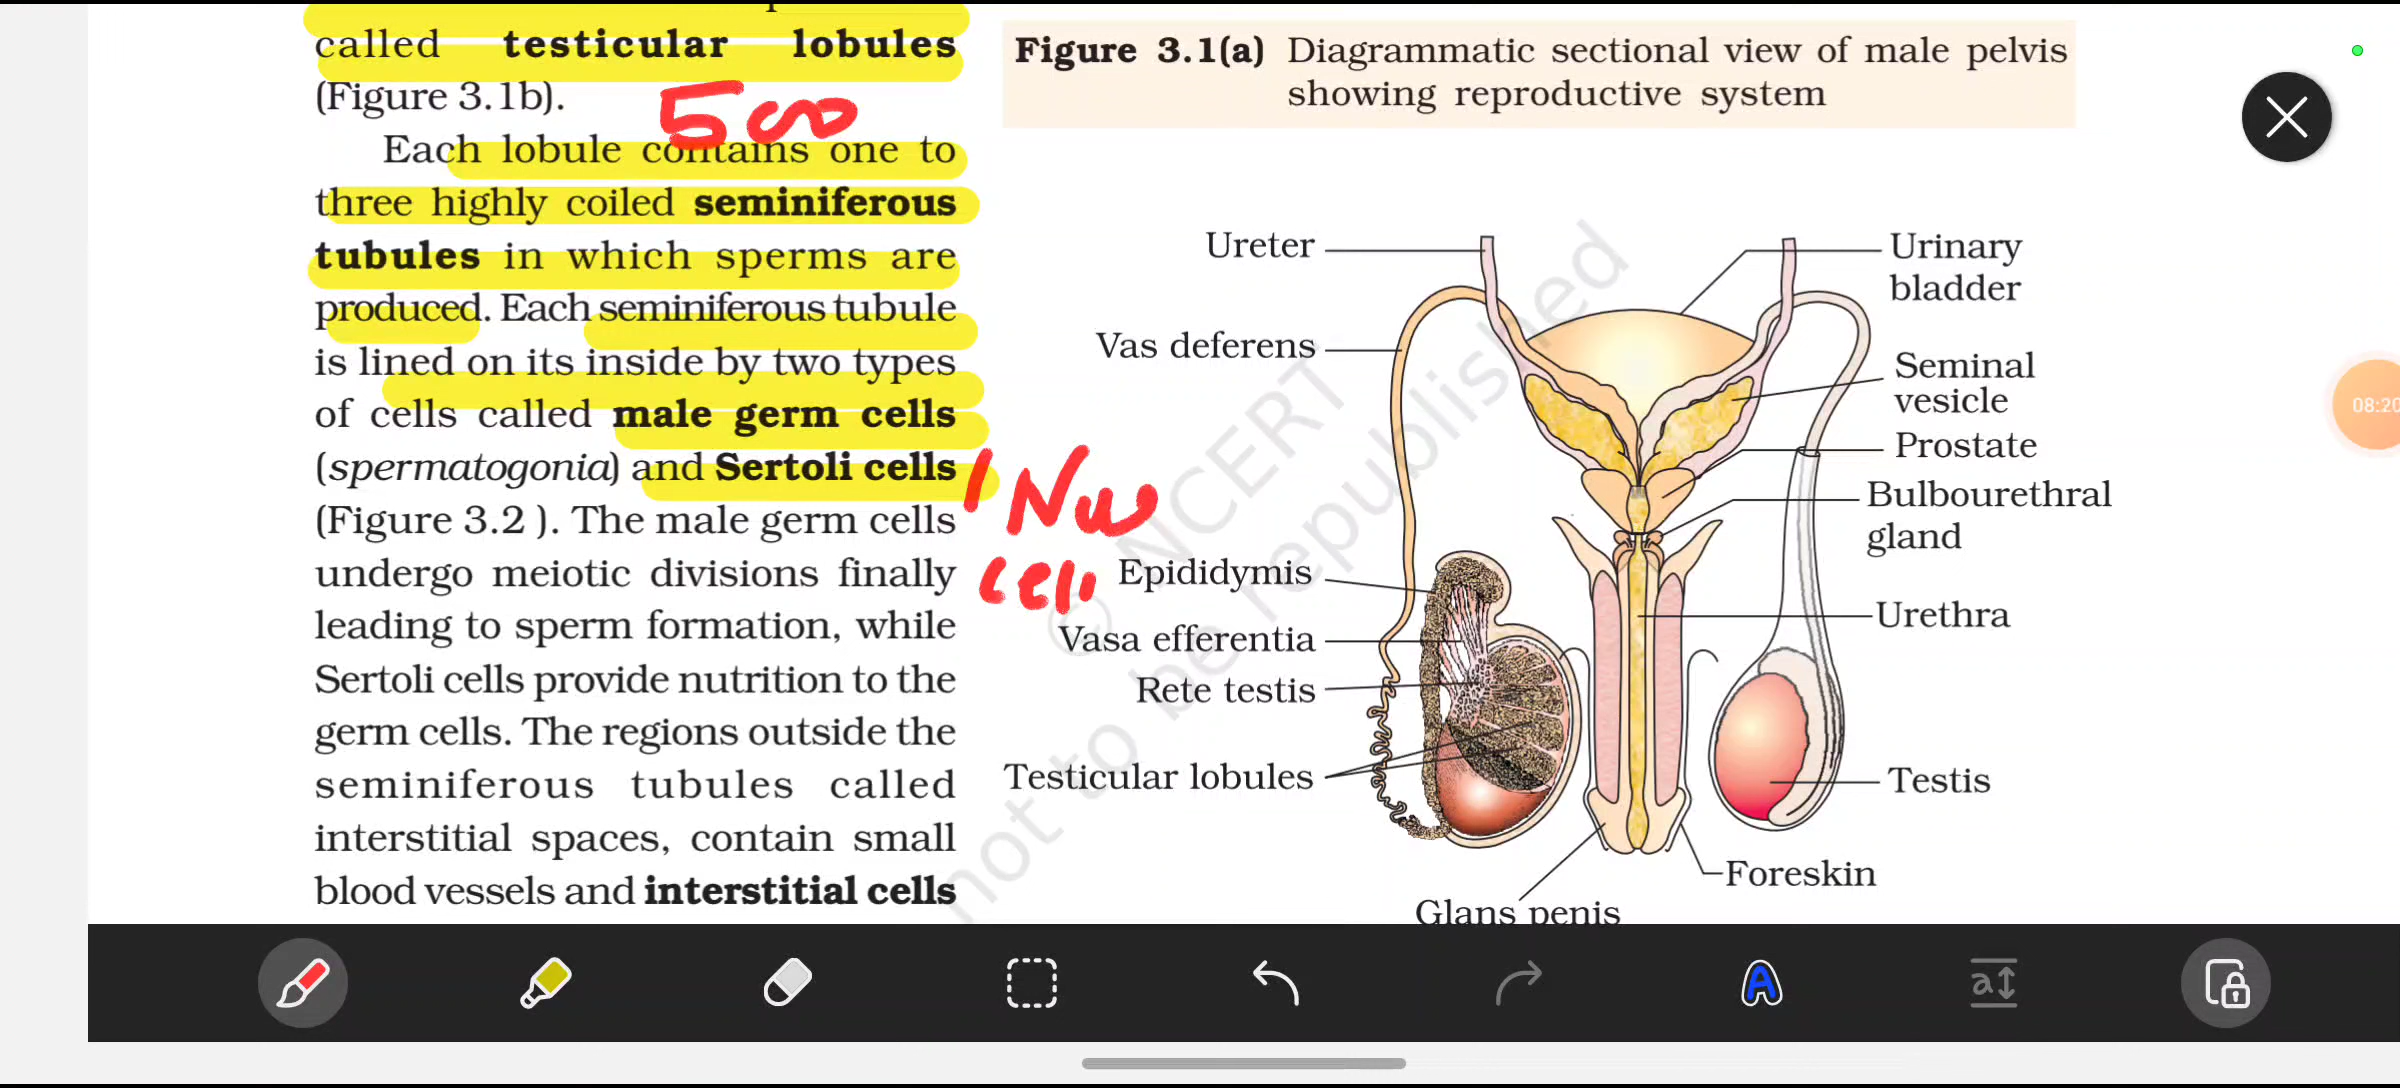 called testicular lobules
(Figure 3.1b).
500
Each lobule contains one to
three highly coiled seminiferous
tubules in which sperms are
produced. Each seminiferous tubule
is lined on its inside by two types
of cells called male germ cells
(spermatogonia) and Sertoli cells
(Figure 3.2 ). The male germ cells
undergo meiotic divisions finally
leading to sperm formation, while
Sertoli cells provide nutrition to the
germ cells. The regions outside the
seminiferous tubules called
interstitial spaces, contain small
blood vessels and interstitial cells
cell
Figure 3.1(a) Diagrammatic sectional view of male pelvis
showing reproductive system
Ureter
Vas deferens
Epididymis
Vasa efferentia
Rete testis
Testicular lobules
Urinary
bladder
Seminal
vesicle
Prostate
Bulbourethral
gland
Urethra
Testis
Foreskin
Glans penis
© NCERT
not to be republished
08:20
A
a